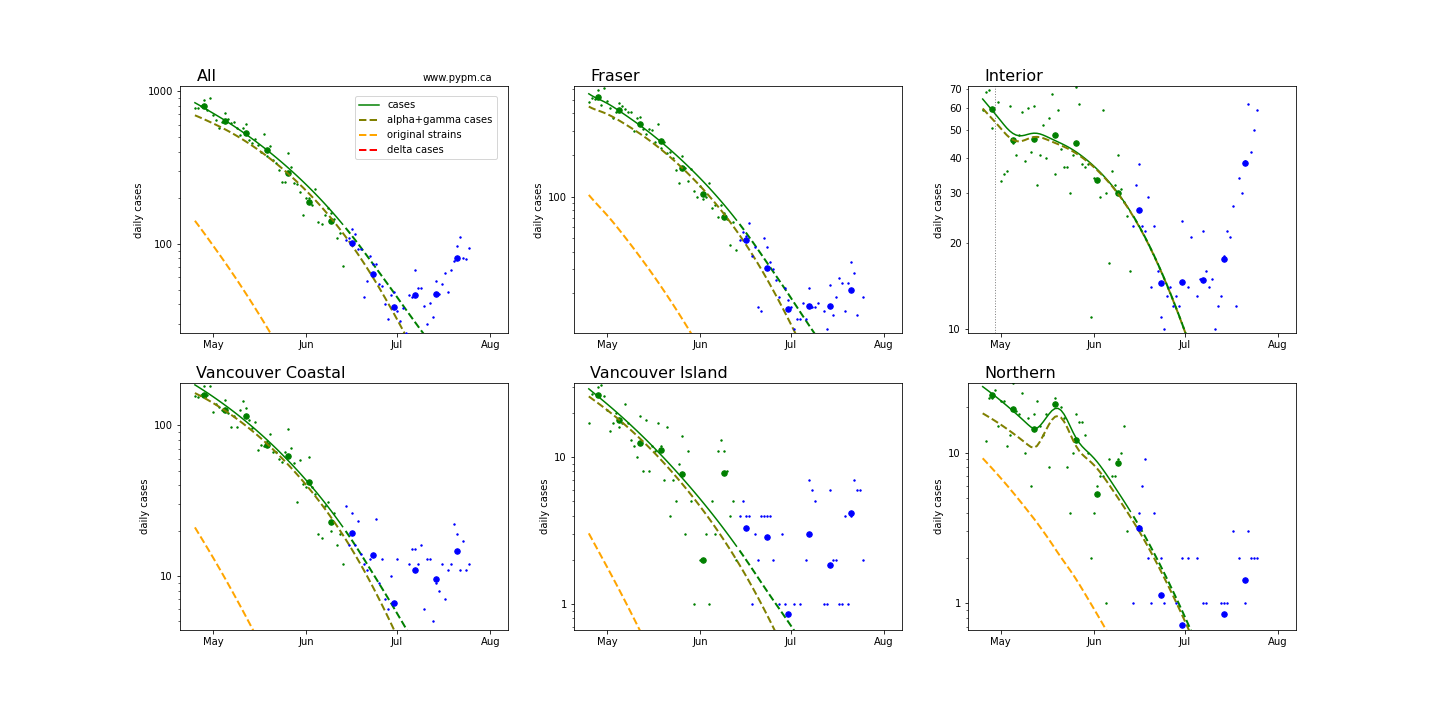 All
www.pypm.ca
1000
100
daily cases
cases
alpha+gamma cases
original strains
delta cases
May
Jun
Jul
Aug
Fraser
100
daily cases
May
Jun
Jul
Aug
Interior
70
60
50
40
30
20
10
daily cases
May
Jun
Jul
Aug
Vancouver Coastal
100
10
daily cases
May
Jun
Jul
Aug
Vancouver Island
10
1
daily cases
May
Jun
Jul
Aug
Northern
10
1
daily cases
May
Jun
Jul
Aug